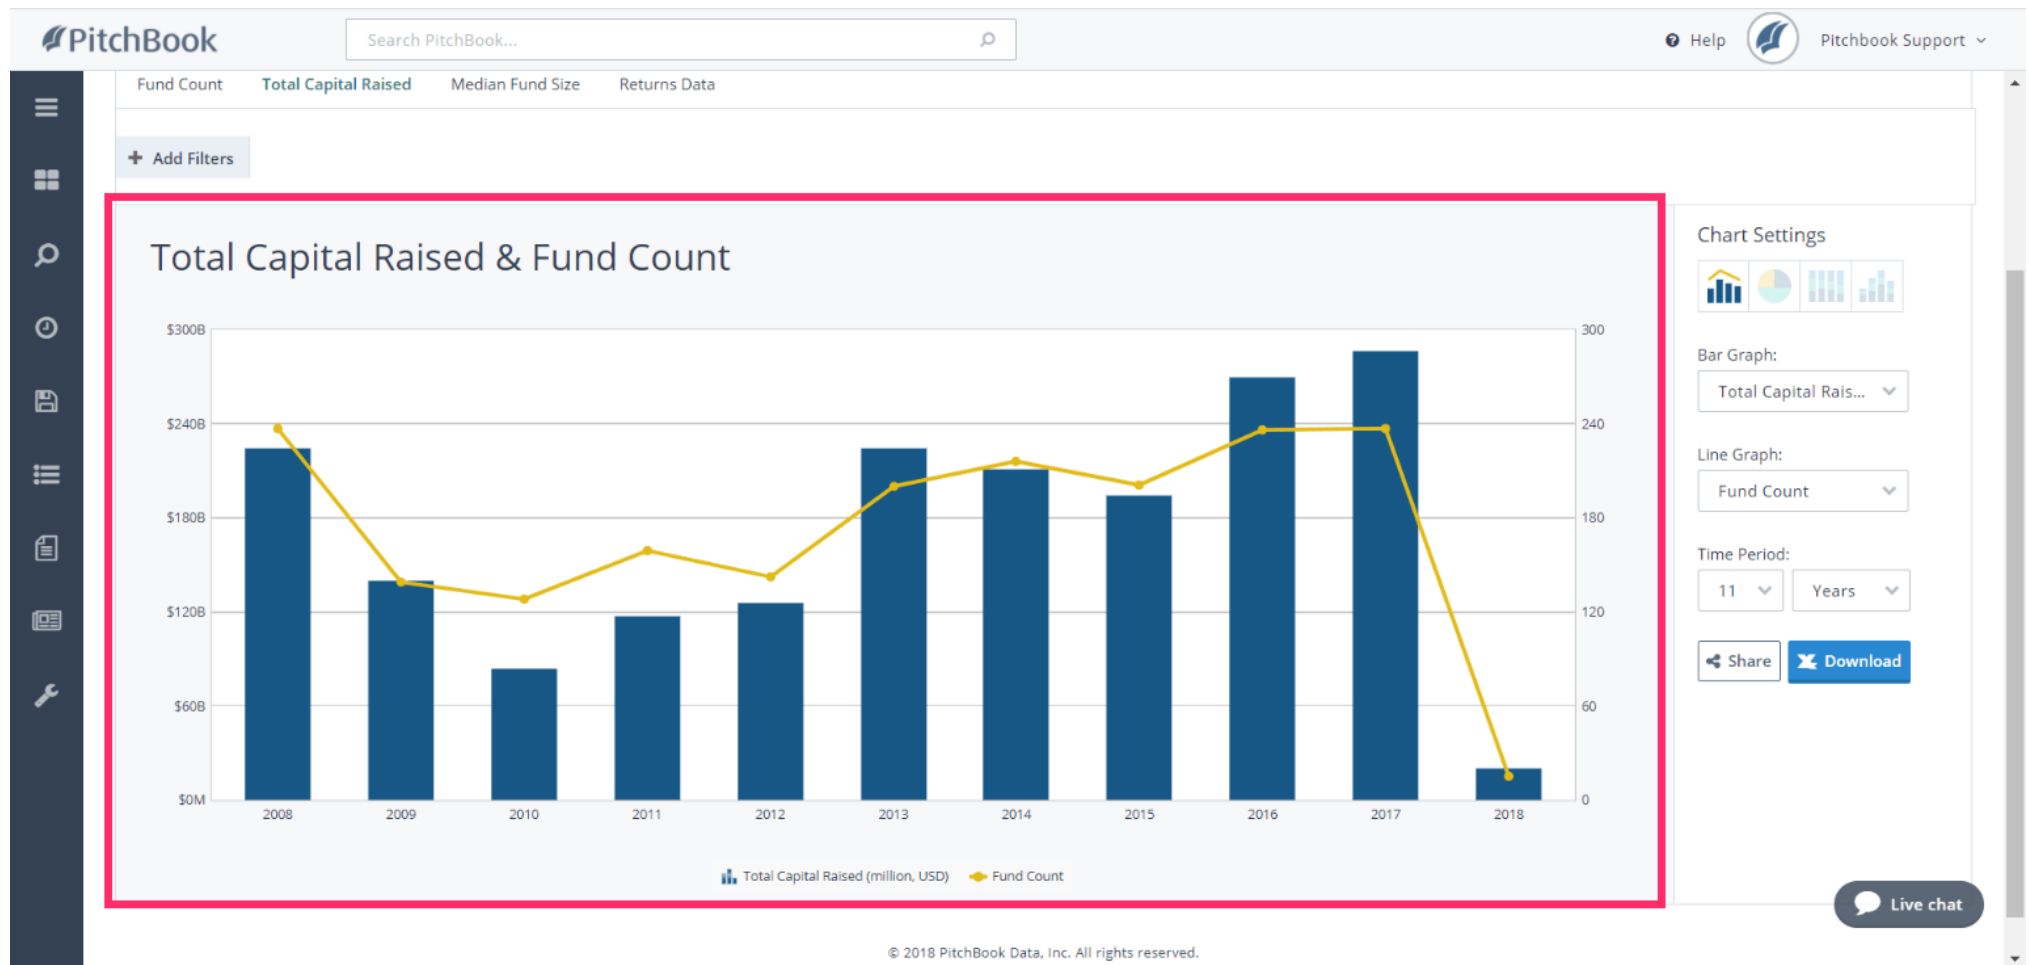 PitchBook
Search PitchBook...
Help
Pitchbook Support
Fund Count Total Capital Raised Median Fund Size Returns Data
+ Add Filters
Total Capital Raised & Fund Count
$300B
$240B
$180B
$120B
$60B
$0M
300
240
180
120
60
0
2008 2009 2010 2011 2012 2013 2014 2015 2016 2017 2018
Total Capital Raised (million, USD) Fund Count
Chart Settings
Bar Graph:
Total Capital Rais...
Line Graph:
Fund Count
Time Period:
11 Years
Share Download
Live chat
© 2018 PitchBook Data, Inc. All rights reserved.